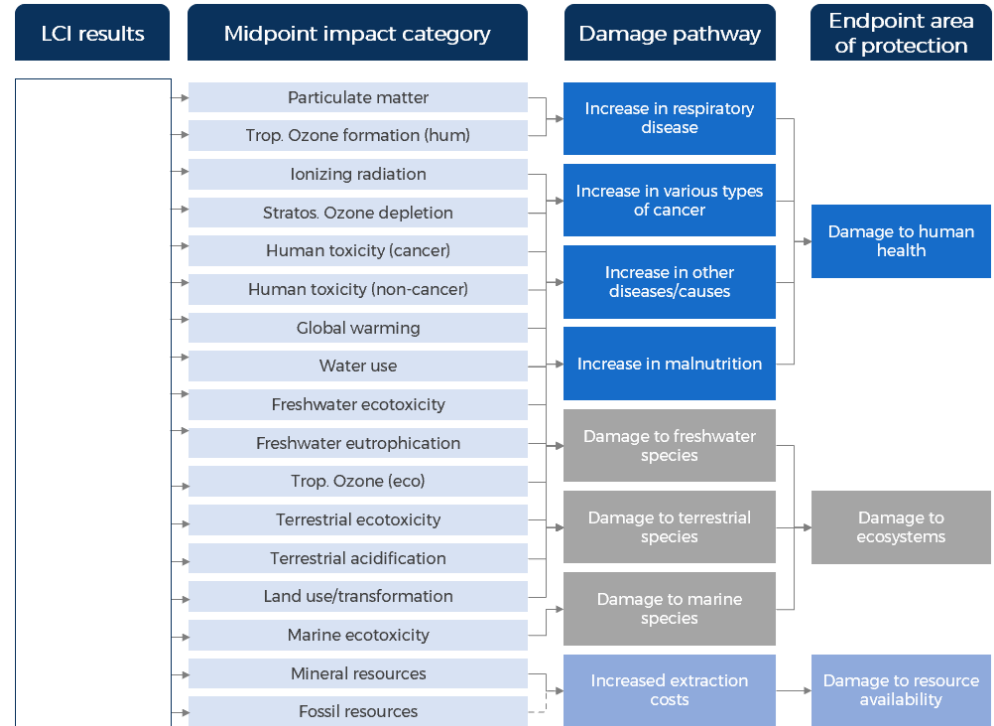 LCI results
Midpoint impact category
Damage pathway
Endpoint area
of protection
Particulate matter
Trop. Ozone formation (hum)
Ionizing radiation
Stratos. Ozone depletion
Human toxicity (cancer)
Human toxicity (non-cancer)
Global warming
Water use
Freshwater ecotoxicity
Freshwater eutrophication
Trop. Ozone (eco)
Terrestrial ecotoxicity
Terrestrial acidification
Land use/transformation
Marine ecotoxicity
Mineral resources
Fossil resources
Increase in respiratory
disease
Increase in various types
of cancer
Increase in other
diseases/causes
Increase in malnutrition
Damage to freshwater
species
Damage to terrestrial
species
Damage to marine
species
Increased extraction
costs
Damage to human
health
Damage to
ecosystems
Damage to resource
availability